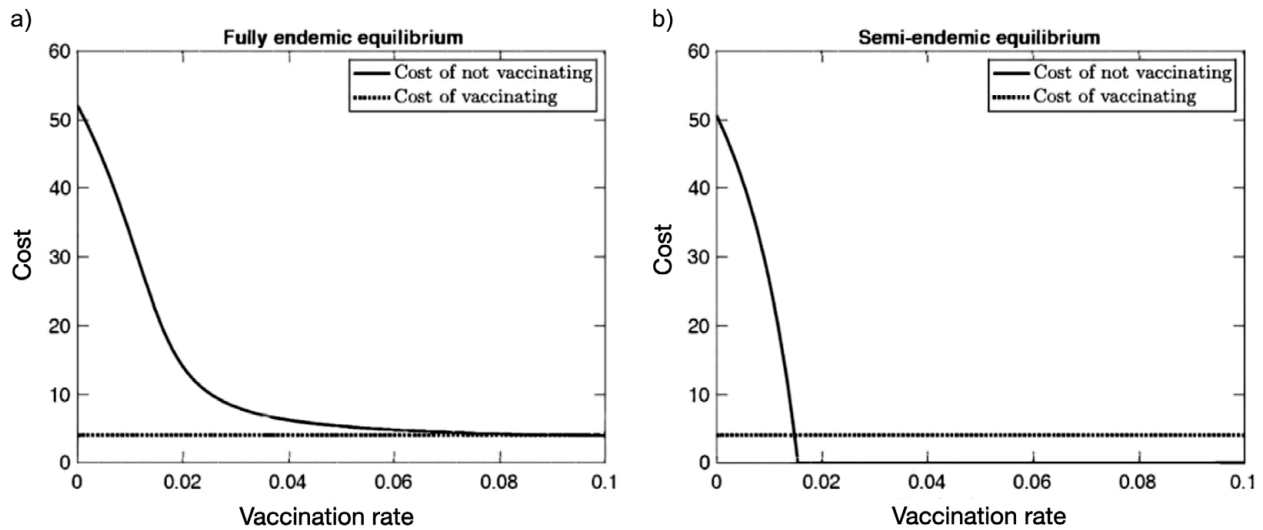 a)
Fully endemic equilibrium
60
50
40
30
20
10
0
Cost
Cost of not vaccinating
Cost of vaccinating
0 0.02 0.04 0.06 0.08 0.1
Vaccination rate
b)
Semi-endemic equilibrium
60
50
40
30
20
10
0
Cost
Cost of not vaccinating
Cost of vaccinating
0 0.02 0.04 0.06 0.08 0.1
Vaccination rate